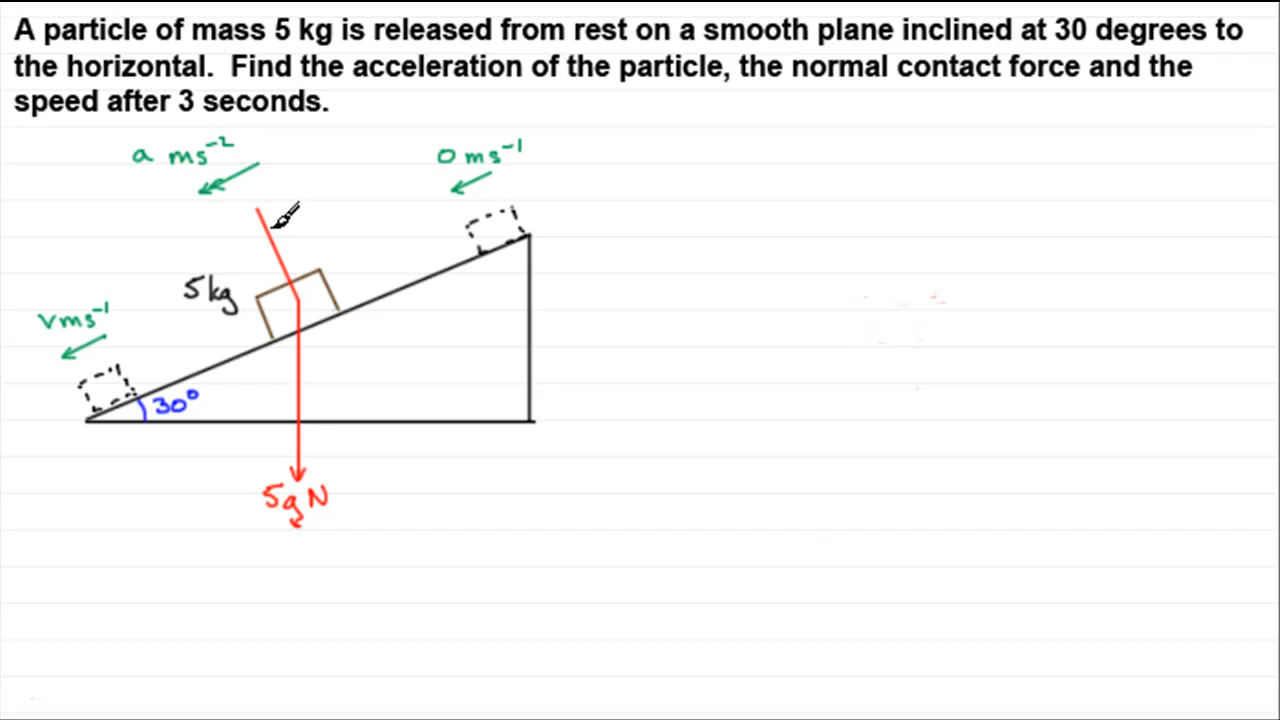 A particle of mass 5 kg is released from rest on a smooth plane inclined at 30 degrees to
the horizontal.  Find the acceleration of the particle, the normal contact force and the
speed after 3 seconds.
a ms⁻²
0 ms⁻¹
5kg
vms⁻¹
30°
5g N